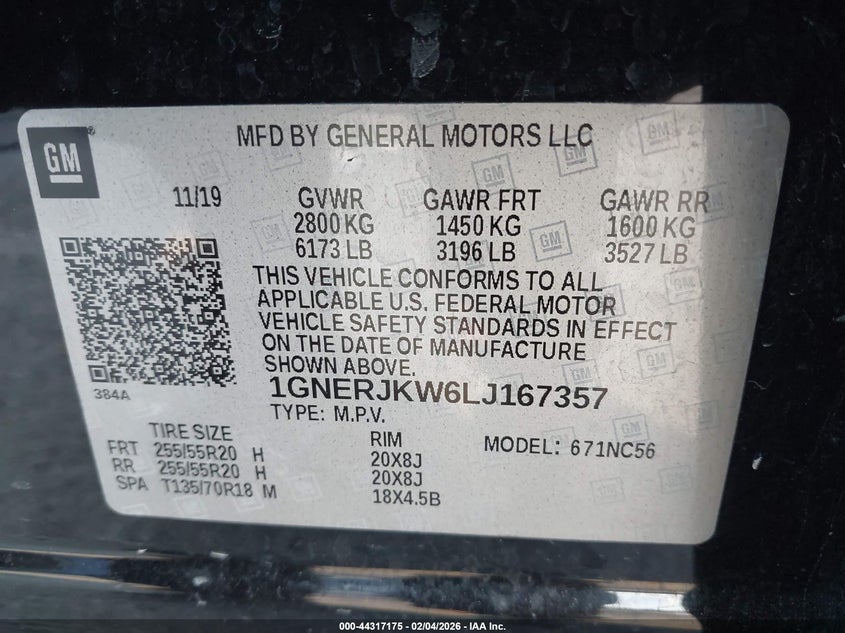 GM
MFD BY GENERAL MOTORS LLC
11/19 GVWR GAWR FRT GAWR RR
2800 KG 1450 KG 1600 KG
6173 LB 3196 LB 3527 LB
THIS VEHICLE CONFORMS TO ALL
APPLICABLE U.S. FEDERAL MOTOR
VEHICLE SAFETY STANDARDS IN EFFECT
ON THE DATE OF MANUFACTURE
SHOWN ABOVE.
384A
1GNERJKW6LJ167357
TYPE: M.P.V.
TIRE SIZE RIM MODEL: 671NC56
FRT 255/55R20 H 20X8J
RR 255/55R20 H 20X8J
SPA T135/70R18 M 18X4.5B
000-44317175 - 02/04/2026 - IAA Inc.